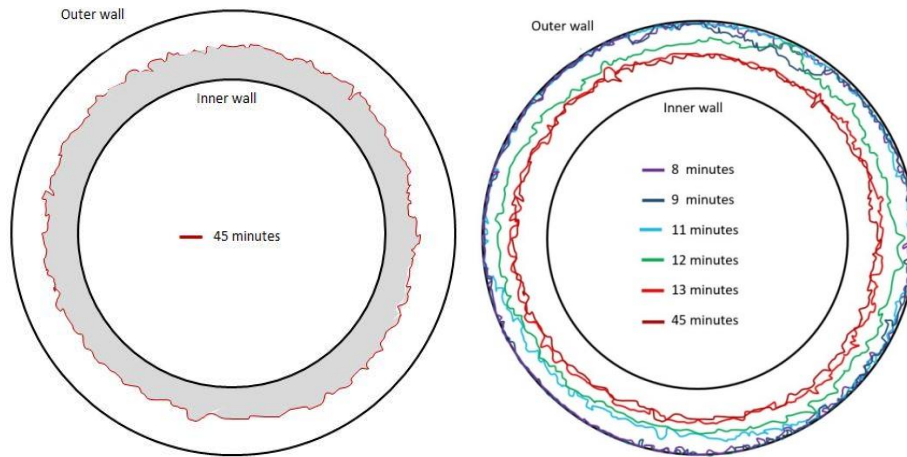 Outer wall
Inner wall
45 minutes
Outer wall
Inner wall
8 minutes
9 minutes
11 minutes
12 minutes
13 minutes
45 minutes